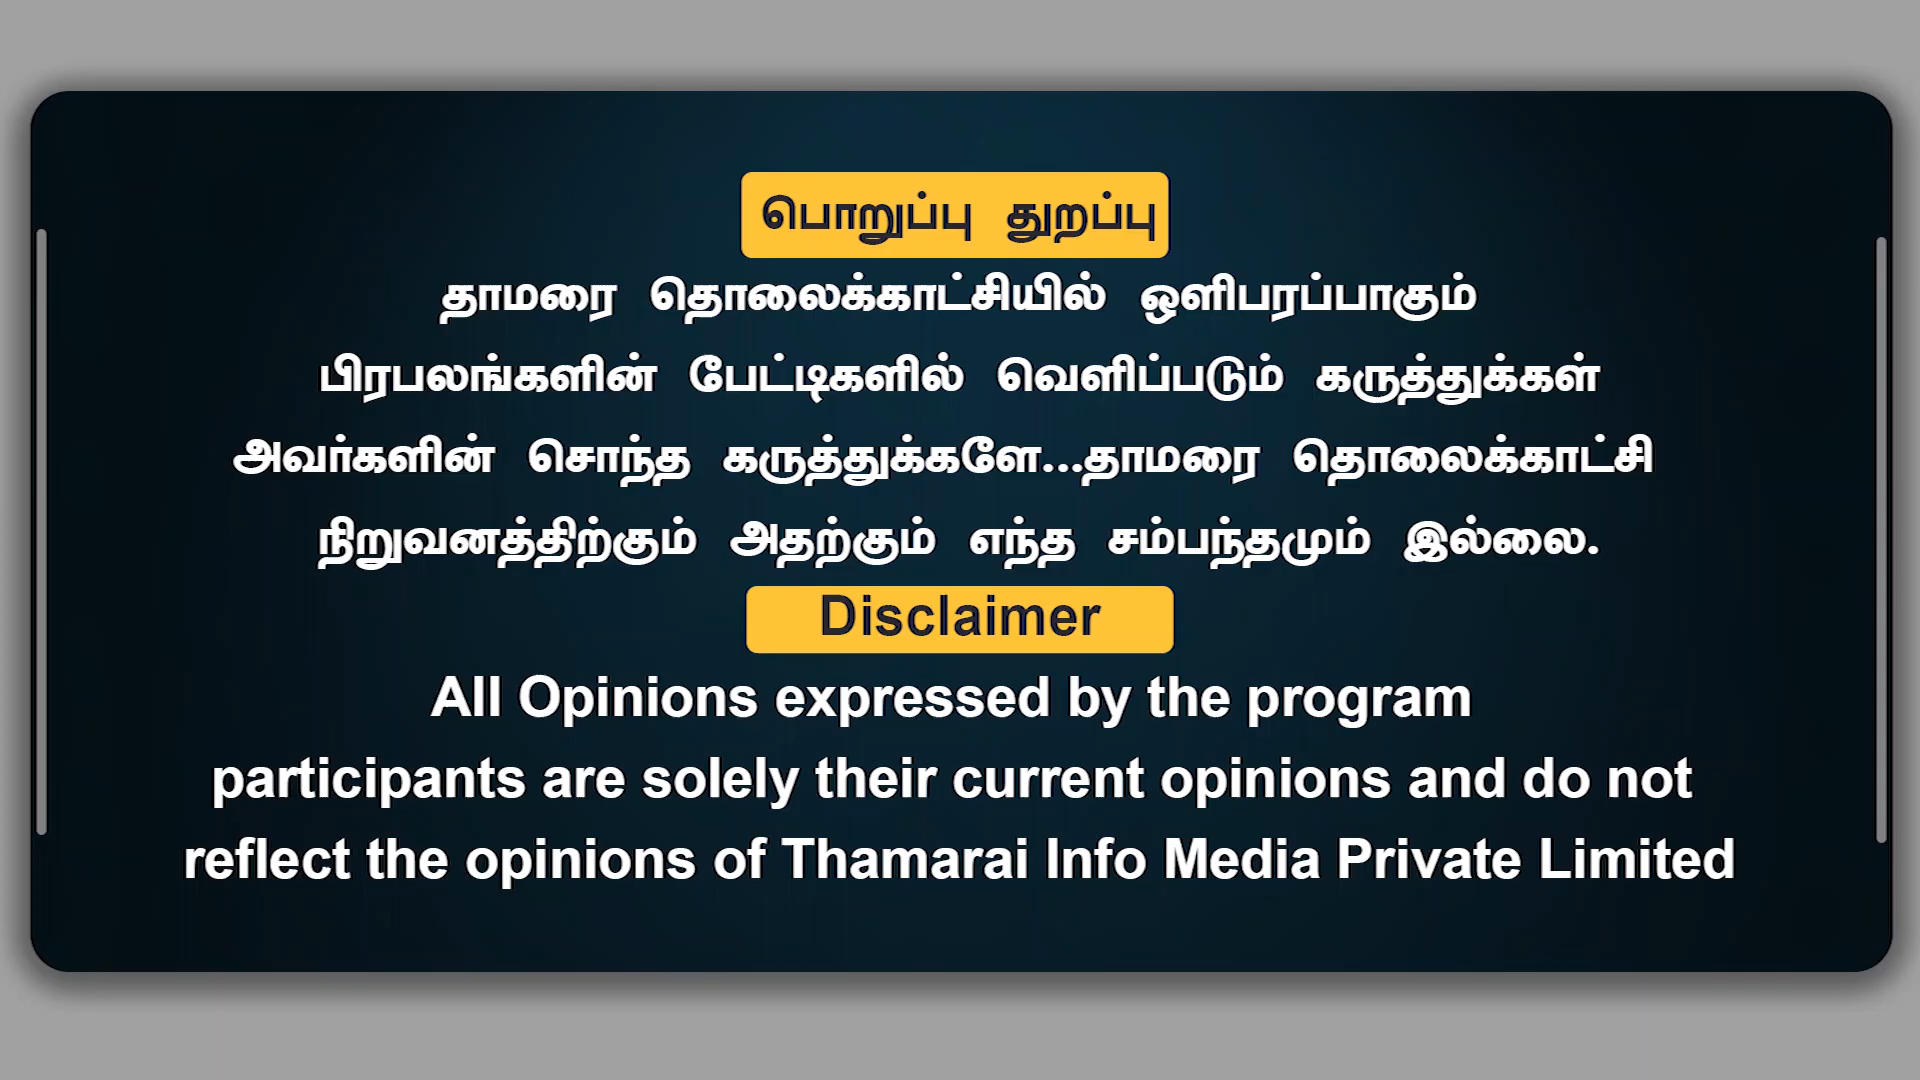 பொறுப்பு துறப்பு
தாமரை தொலைக்காட்சியில் ஒளிபரப்பாகும்
பிரபலங்களின் பேட்டிகளில் வெளிப்படும் கருத்துக்கள்
அவர்களின் சொந்த கருத்துக்களே...தாமரை தொலைக்காட்சி
நிறுவனத்திற்கும் அதற்கும் எந்த சம்பந்தமும் இல்லை.
Disclaimer
All Opinions expressed by the program
participants are solely their current opinions and do not
reflect the opinions of Thamarai Info Media Private Limited